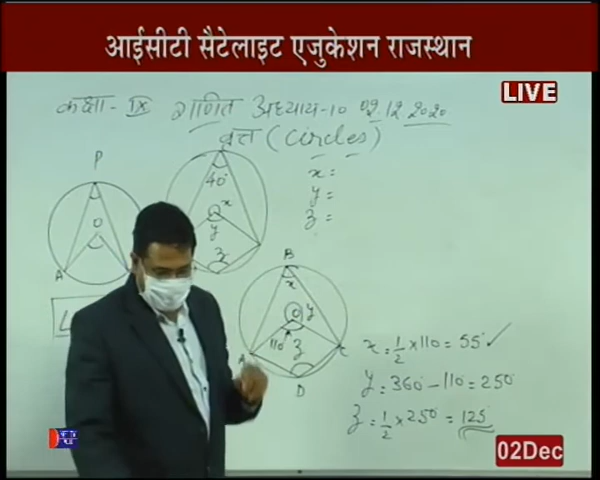 आईसीटी सैटेलाइट एजुकेशन राजस्थान
LIVE
कक्षा - IX गणित अध्याय-10 02.12.2020
वृत्त (Circles)
P
O
A
40°
x
y
z
x =
y =
z =
B
x
O
y
110°
z
A
C
D
x = 1/2 × 110 = 55° ✓
y = 360° - 110° = 250°
z = 1/2 × 250° = 125°
02Dec